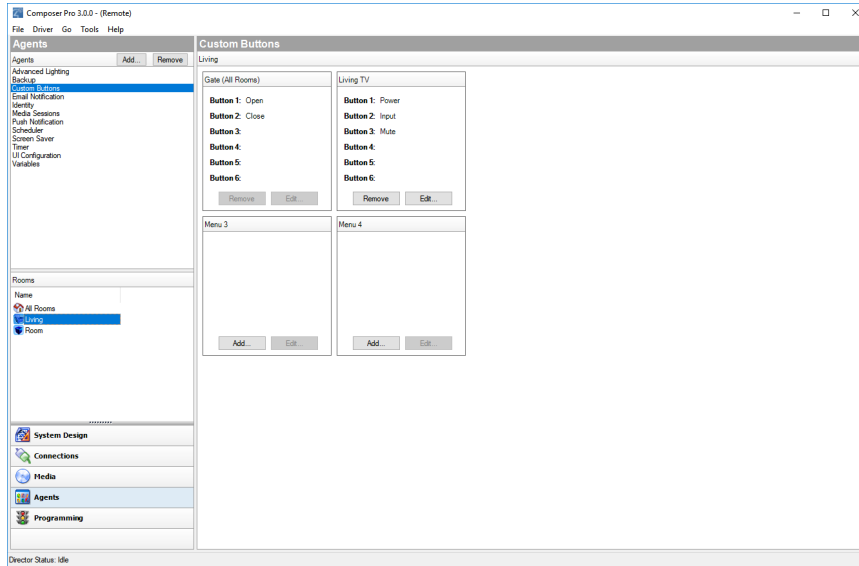 Composer Pro 3.0.0 - (Remote)
File Driver Go Tools Help
Agents
Agents Add... Remove
Advanced Lighting
Backup
Custom Buttons
Email Notification
Identity
Media Sessions
Push Notification
Scheduler
Screen Saver
Timer
UI Configuration
Variables
Rooms
Name
All Rooms
Living
Room
System Design
Connections
Media
Agents
Programming
Custom Buttons
Living
Gate (All Rooms)
Button 1: Open
Button 2: Close
Button 3:
Button 4:
Button 5:
Button 6:
Remove Edit...
Living TV
Button 1: Power
Button 2: Input
Button 3: Mute
Button 4:
Button 5:
Button 6:
Remove Edit...
Menu 3
Add... Edit...
Menu 4
Add... Edit...
Director Status: Idle